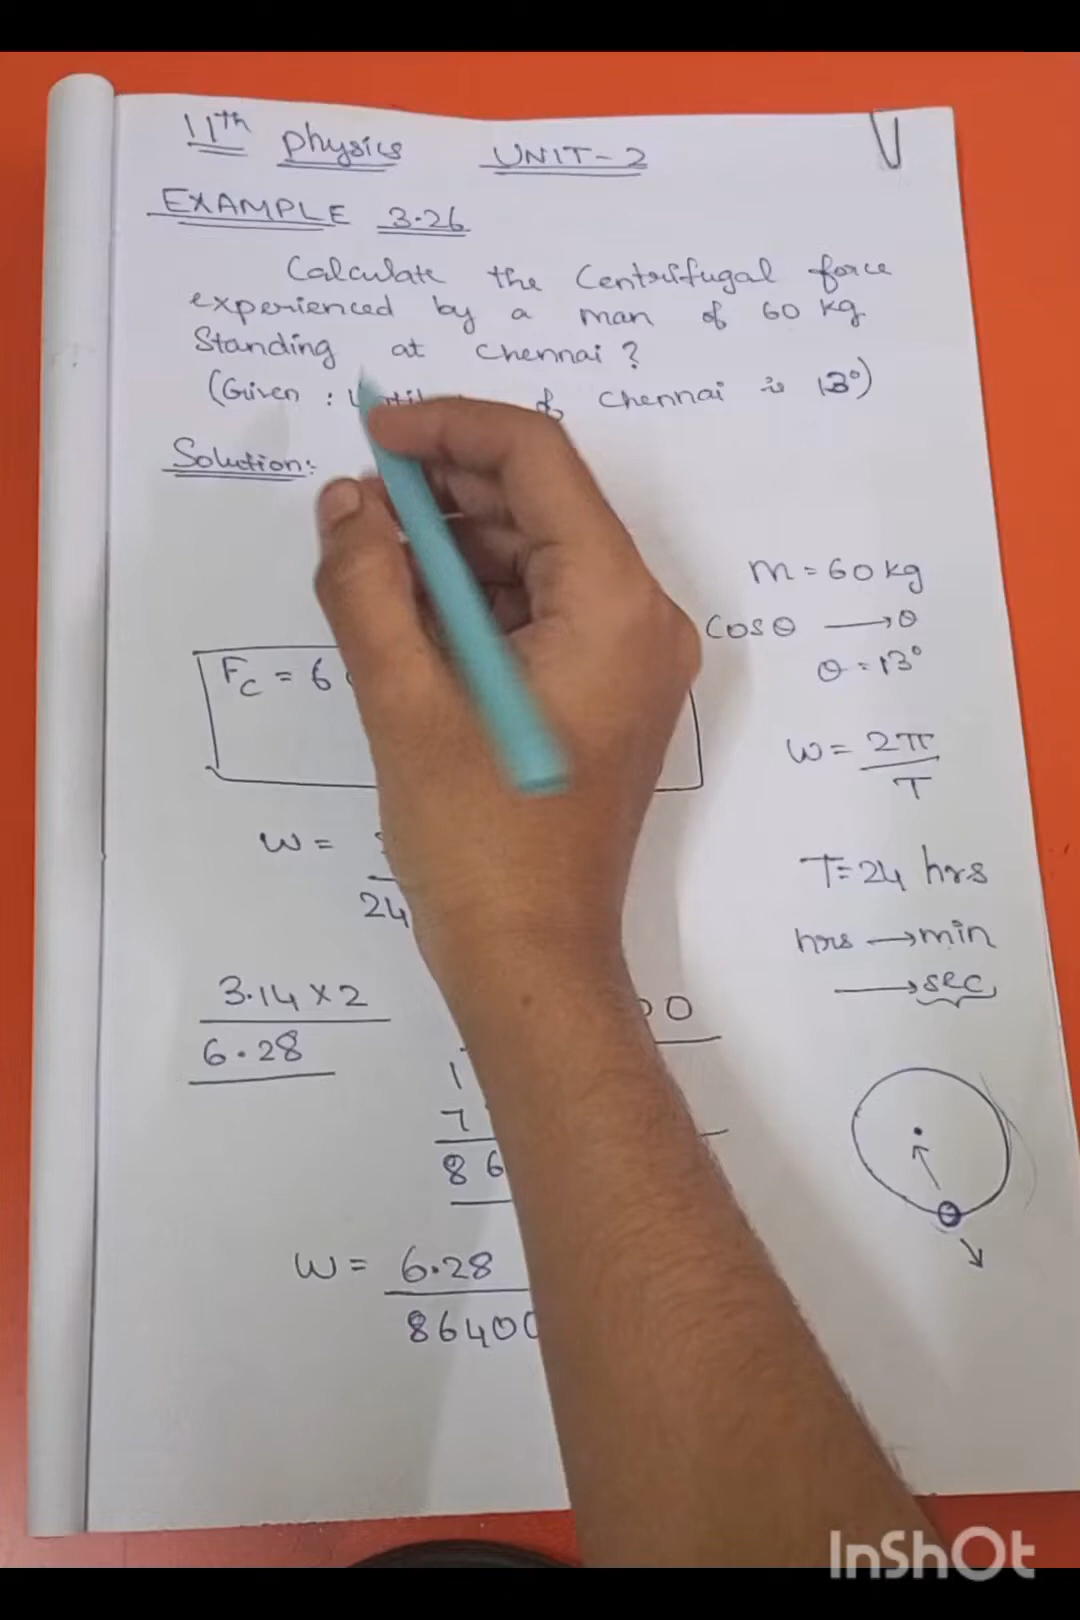 11th Physics UNIT-2
EXAMPLE 3.26
Calculate the Centrifugal force
experienced by a man of 60 kg
Standing at Chennai?
(Given : of Chennai is 13°)
Solution:
m = 60 kg
Cosθ → θ
θ = 13°
Fc = 6
ω = 2π
T
ω =
24
T = 24 hrs
hrs → min
→ sec
3.14 × 2
6.28
00
1
7
86
ω = 6.28
86400
InShOt